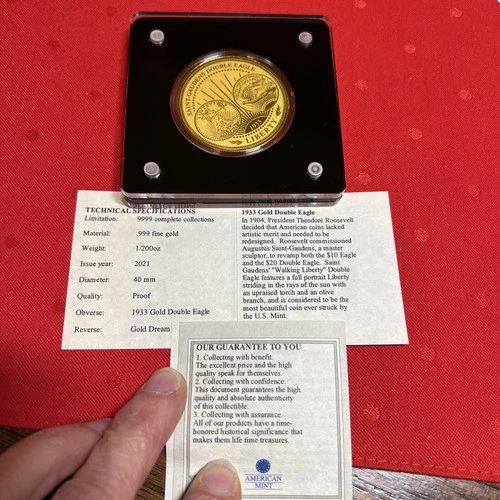 SAINT-GAUDENS DOUBLE EAGLE
1933
LIBERTY
TECHNICAL SPECIFICATIONS
Limitation: 9999 complete collections
Material: .999 fine gold
Weight: 1/200oz
Issue year: 2021
Diameter: 40 mm
Quality: Proof
Obverse: 1933 Gold Double Eagle
Reverse: Gold Dream
1933 Gold Double Eagle
In 1904, President Theodore Roosevelt
decided that American coins lacked
artistic merit and needed to be
redesigned. Roosevelt commissioned
Augustus Saint-Gaudens, a master
sculptor, to revamp both the $10 Eagle
and the $20 Double Eagle. Saint
Gaudens' "Walking Liberty" Double
Eagle features a full portrait Liberty
striding in the rays of the sun with
an upraised torch and an olive
branch, and is considered to be the
most beautiful coin ever struck by
the U.S. Mint.
OUR GUARANTEE TO YOU
1. Collecting with benefit.
The excellent price and the high
quality speak for themselves.
2. Collecting with confidence.
This document guarantees the high
quality and absolute authenticity
of this collectible.
3. Collecting with assurance.
All of our products have a time-
honored historical significance that
makes them life time treasures.
AMERICAN
MINT